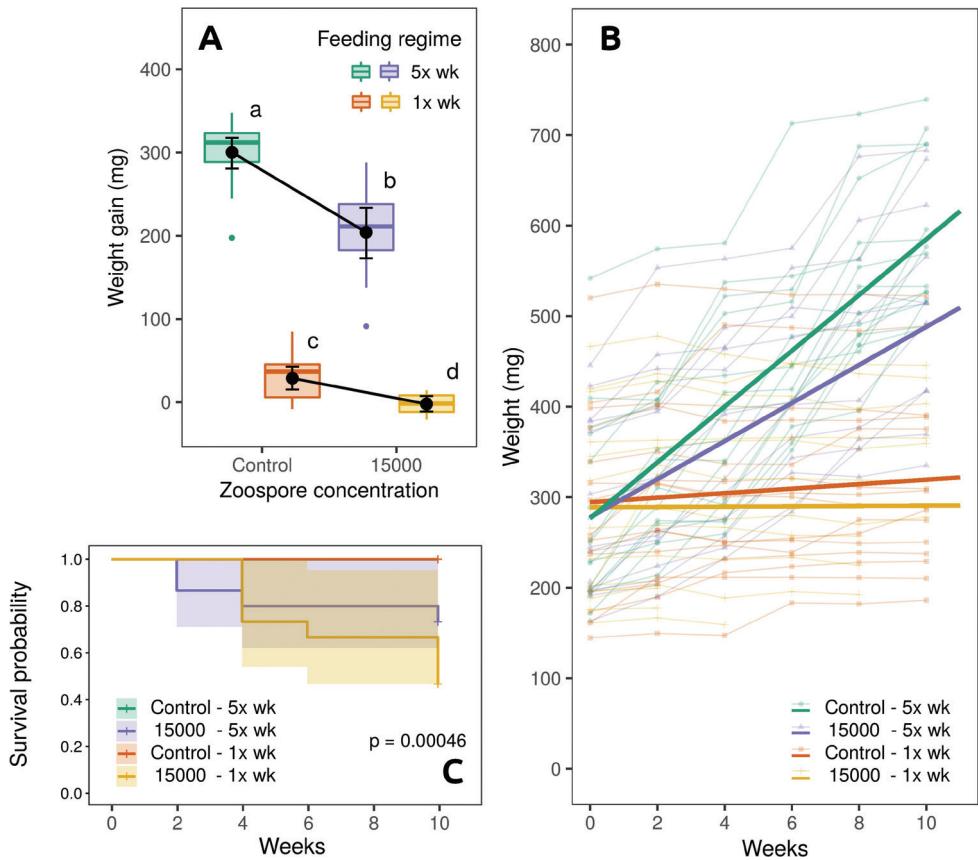 A
Feeding regime
5x wk
1x wk
400
300
200
100
0
a
b
c
d
Weight gain (mg)
Control 15000
Zoospore concentration
B
800
700
600
500
400
300
200
100
0
Weight (mg)
Control - 5x wk
15000 - 5x wk
Control - 1x wk
15000 - 1x wk
0 2 4 6 8 10
Weeks
1.0
0.8
0.6
0.4
0.2
0.0
Survival probability
Control - 5x wk
15000 - 5x wk
Control - 1x wk
15000 - 1x wk
p = 0.00046
C
0 2 4 6 8 10
Weeks